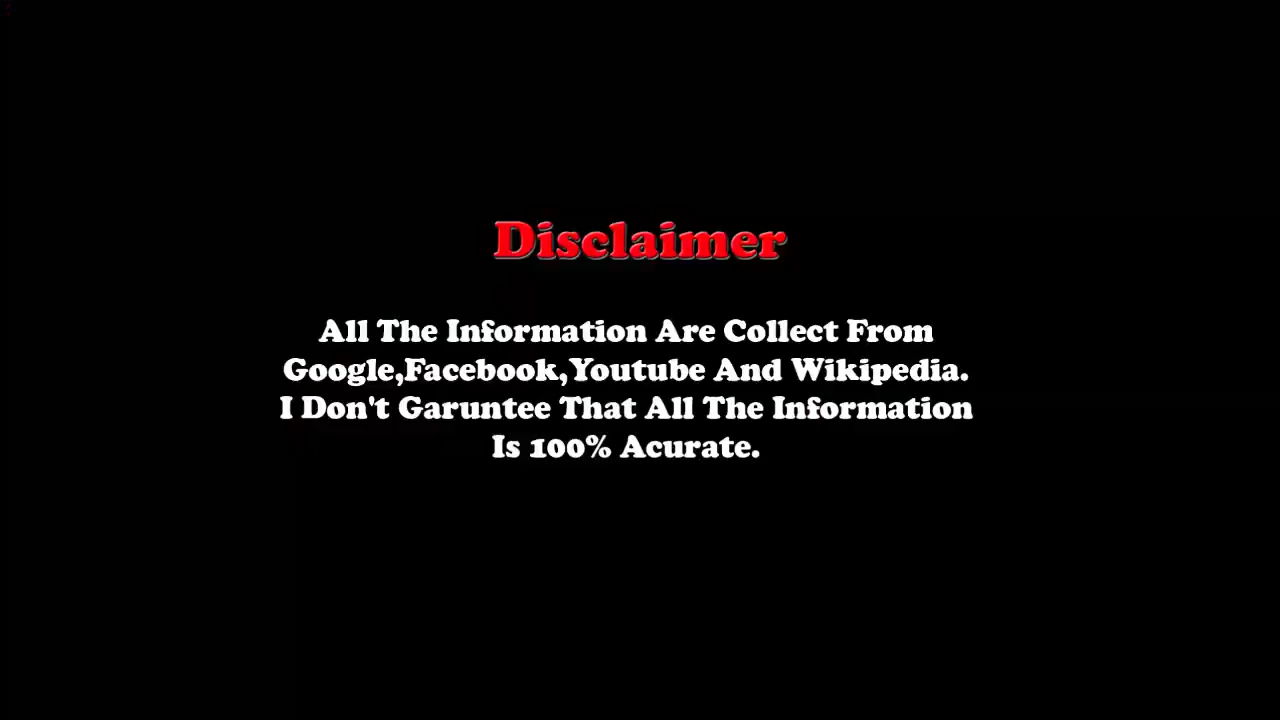 Disclaimer
All The Information Are Collect From
Google,Facebook,Youtube And Wikipedia.
I Don't Garuntee That All The Information
Is 100% Acurate.